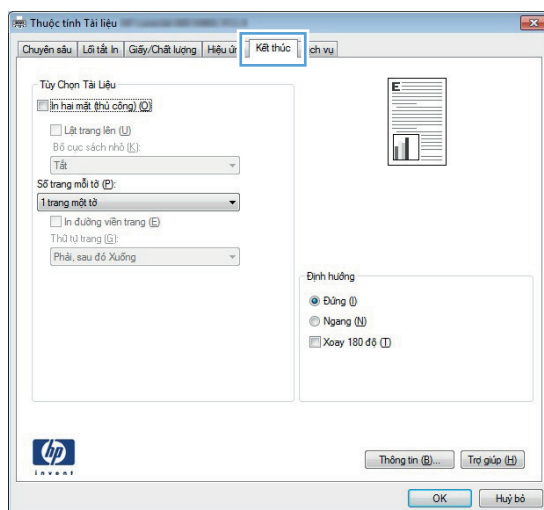 Thuộc tính Tài liệu
Chuyên sâu Lối tắt In Giấy/Chất lượng Hiệu ứ Kết thúc ịch vụ
Tùy Chọn Tài Liệu
In hai mặt (thủ công) (O)
Lật trang lên (U)
Bố cục sách nhỏ (K):
Tắt
Số trang mỗi tờ (P):
1 trang một tờ
In đường viền trang (E)
Thứ tự trang (G):
Phải, sau đó Xuống
E
Định hướng
Đứng (I)
Ngang (N)
Xoay 180 độ (T)
hp
invent
Thông tin (B)... Trợ giúp (H)
OK Huỷ bỏ